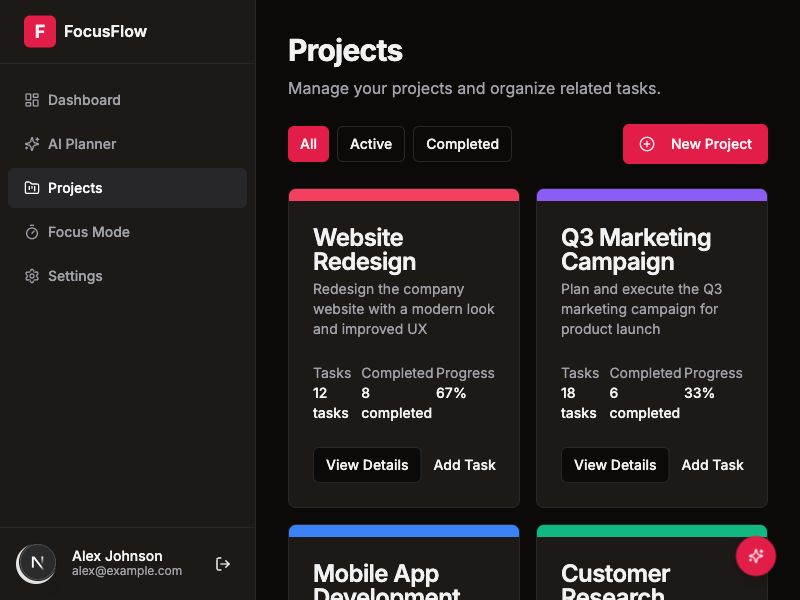 F FocusFlow
Dashboard
AI Planner
Projects
Focus Mode
Settings
N
Alex Johnson
alex@example.com
Projects
Manage your projects and organize related tasks.
All Active Completed New Project
Website
Redesign
Redesign the company
website with a modern look
and improved UX
Tasks Completed Progress
12 8 67%
tasks completed
View Details Add Task
Q3 Marketing
Campaign
Plan and execute the Q3
marketing campaign for
product launch
Tasks Completed Progress
18 6 33%
tasks completed
View Details Add Task
Mobile App
Development
Customer
Research